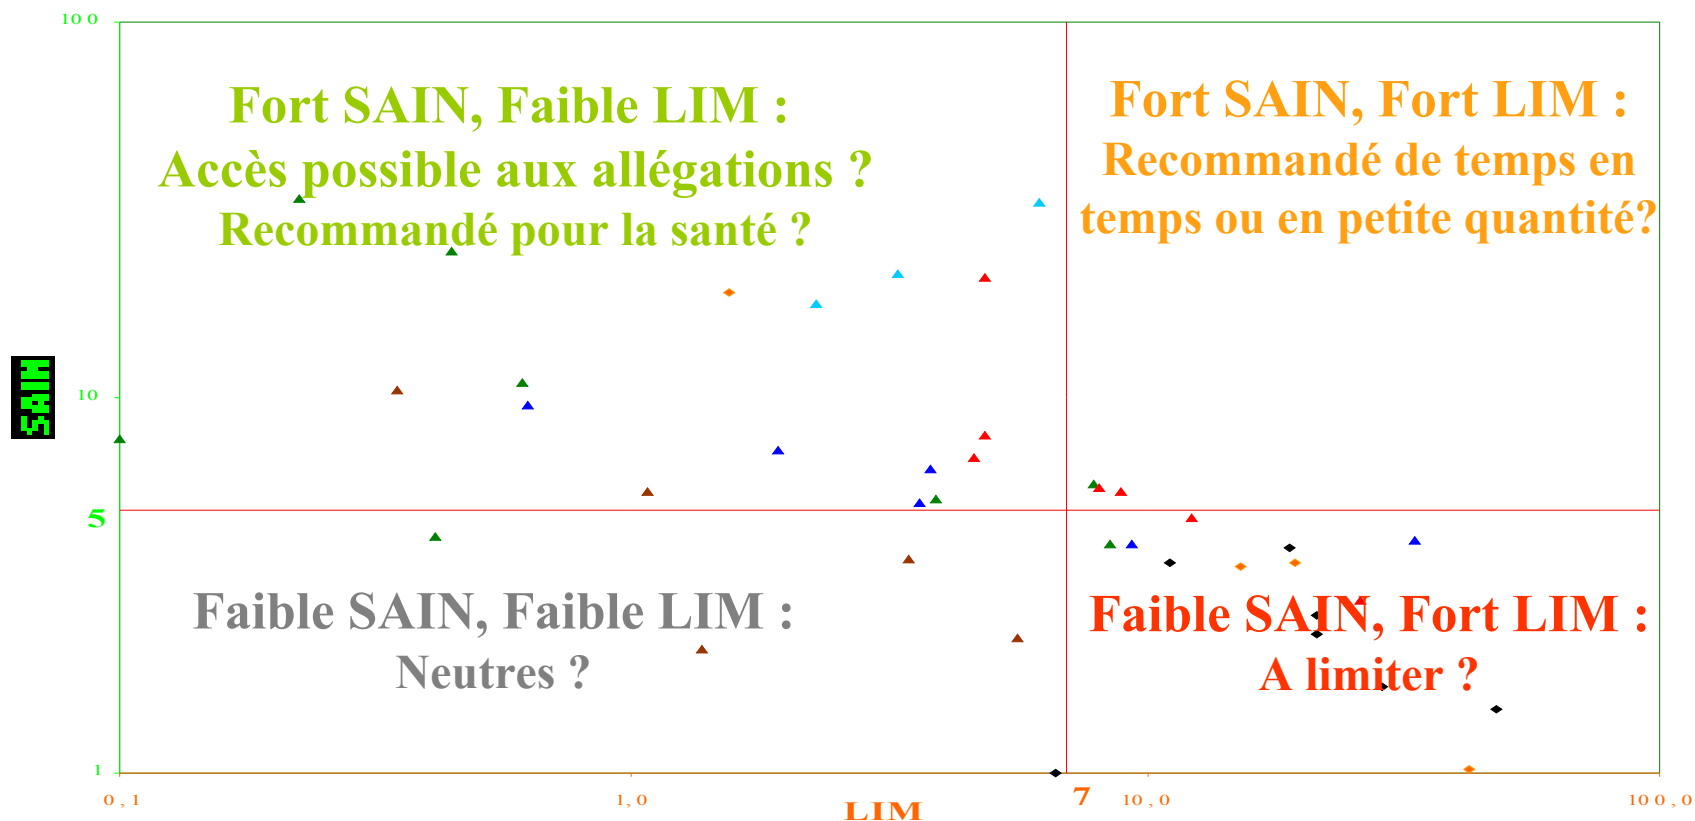 100
Fort SAIN, Faible LIM :
Accès possible aux allégations ?
Recommandé pour la santé ?
Fort SAIN, Fort LIM :
Recommandé de temps en
temps ou en petite quantité?
SAIN
10
5
Faible SAIN, Faible LIM :
Neutres ?
Faible SAIN, Fort LIM :
A limiter ?
1
0,1
1,0
LIM
7
10,0
100,0